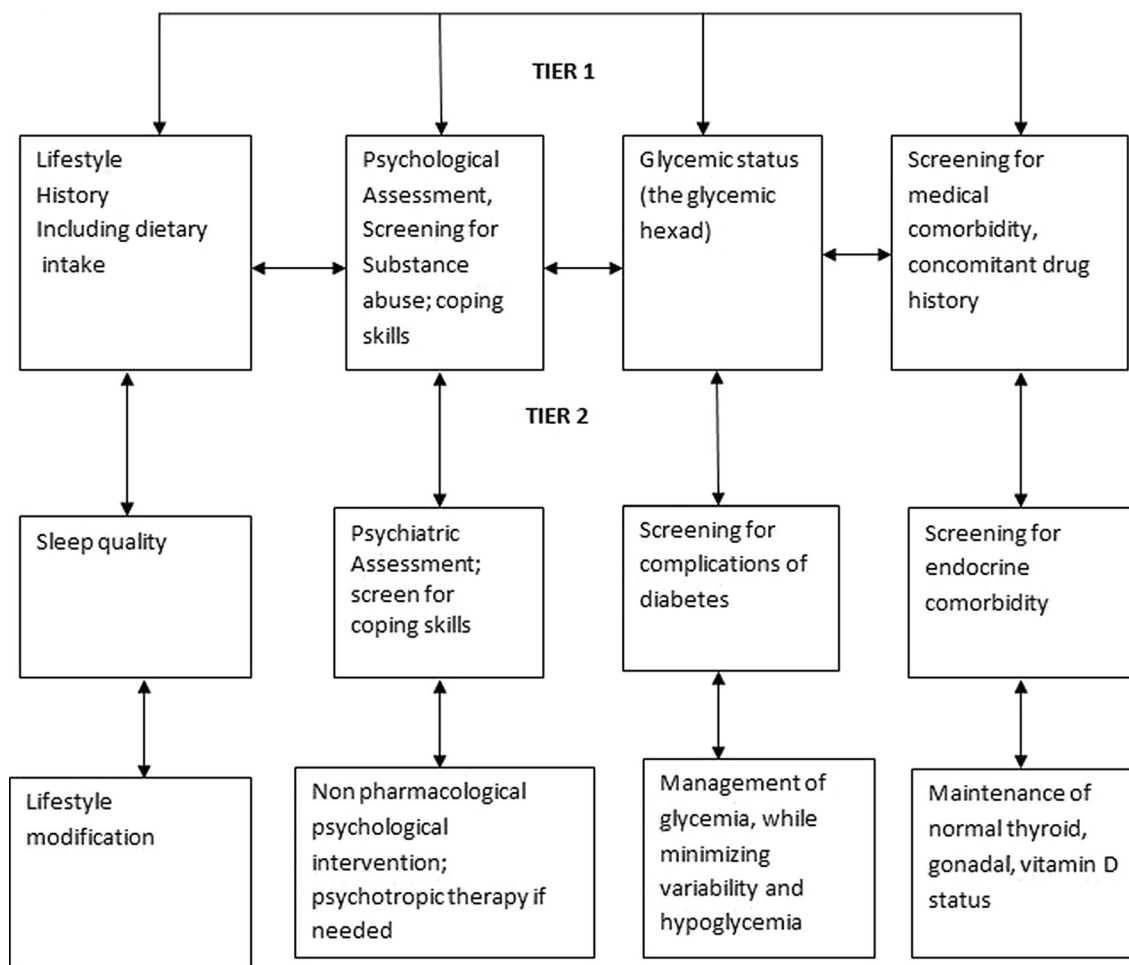 TIER 1
Lifestyle
History
Including dietary
intake
Psychological
Assessment,
Screening for
Substance
abuse; coping
skills
Glycemic status
(the glycemic
hexad)
Screening for
medical
comorbidity,
concomitant drug
history
TIER 2
Sleep quality
Psychiatric
Assessment;
screen for
coping skills
Screening for
complications of
diabetes
Screening for
endocrine
comorbidity
Lifestyle
modification
Non pharmacological
psychological
intervention;
psychotropic therapy if
needed
Management of
glycemia, while
minimizing
variability and
hypoglycemia
Maintenance of
normal thyroid,
gonadal, vitamin D
status